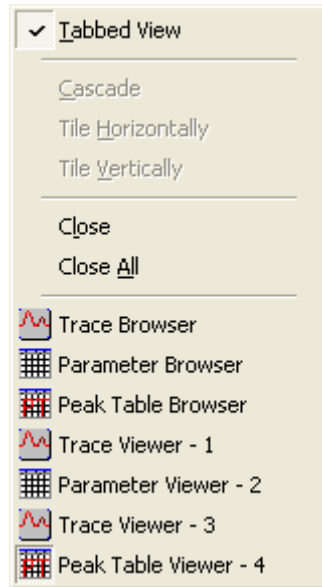 Tabbed View
Cascade
Tile Horizontally
Tile Vertically
Close
Close All
Trace Browser
Parameter Browser
Peak Table Browser
Trace Viewer - 1
Parameter Viewer - 2
Trace Viewer - 3
Peak Table Viewer - 4